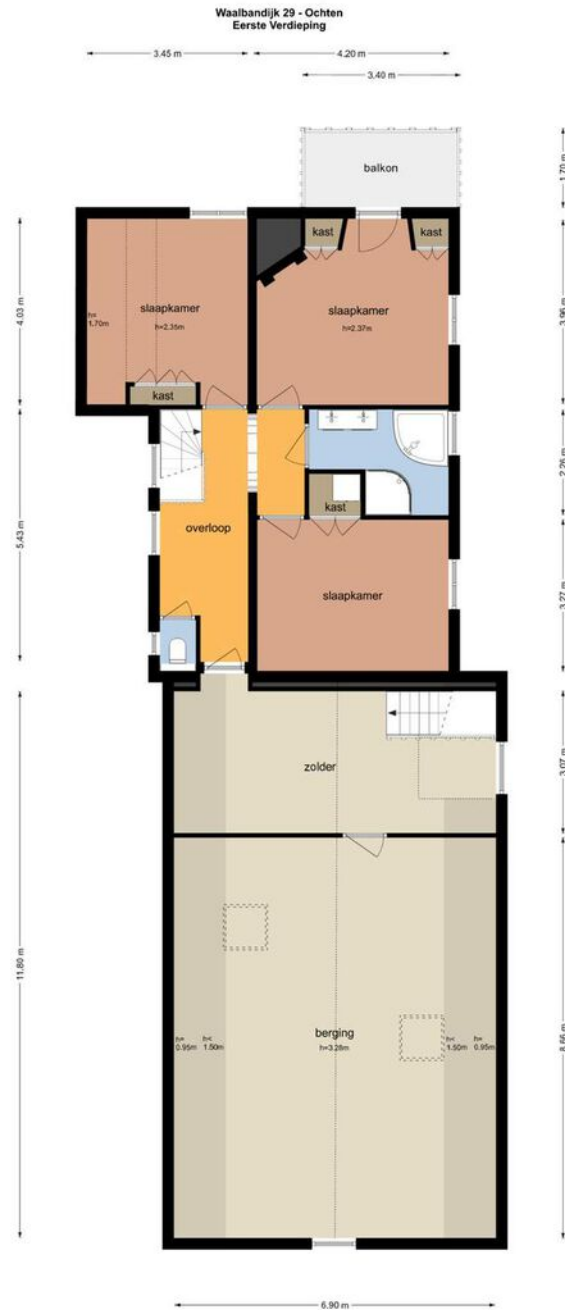 Waalbandijk 29 - Ochten
Eerste Verdieping
3.45 m
4.20 m
3.40 m
1.70 m
balkon
kast
kast
4.03 m
h=
1.70m
slaapkamer
h=2.35m
slaapkamer
h=2.37m
3.96 m
kast
2.26 m
5.43 m
overloop
kast
slaapkamer
3.27 m
zolder
3.07 m
11.80 m
berging
h=3.28m
h=
0.95m
h<
1.50m
h<
1.50m
h=
0.95m
8.66 m
6.90 m